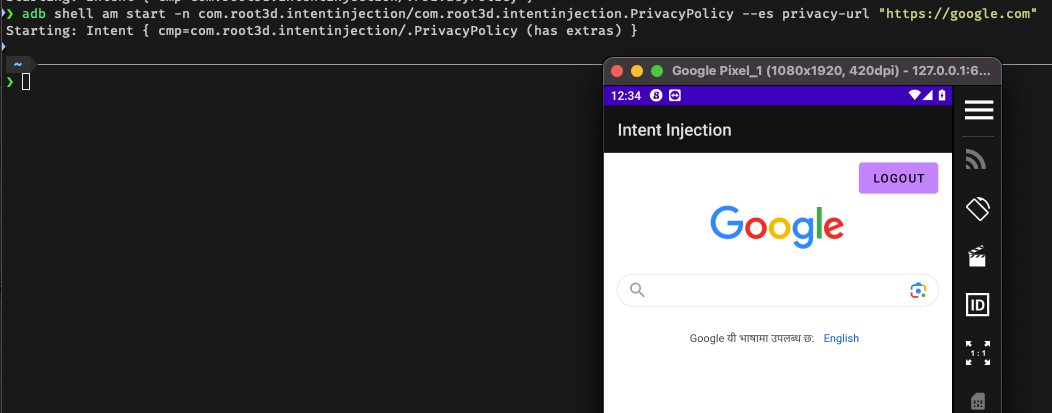 ❯ adb shell am start -n com.root3d.intentinjection/com.root3d.intentinjection.PrivacyPolicy --es privacy-url "https://google.com"
Starting: Intent { cmp=com.root3d.intentinjection/.PrivacyPolicy (has extras) }
~
❯
Google Pixel_1 (1080x1920, 420dpi) - 127.0.0.1:6...
12:34
Intent Injection
LOGOUT
Google
Google यी भाषामा उपलब्ध छ: English
ID
1:1